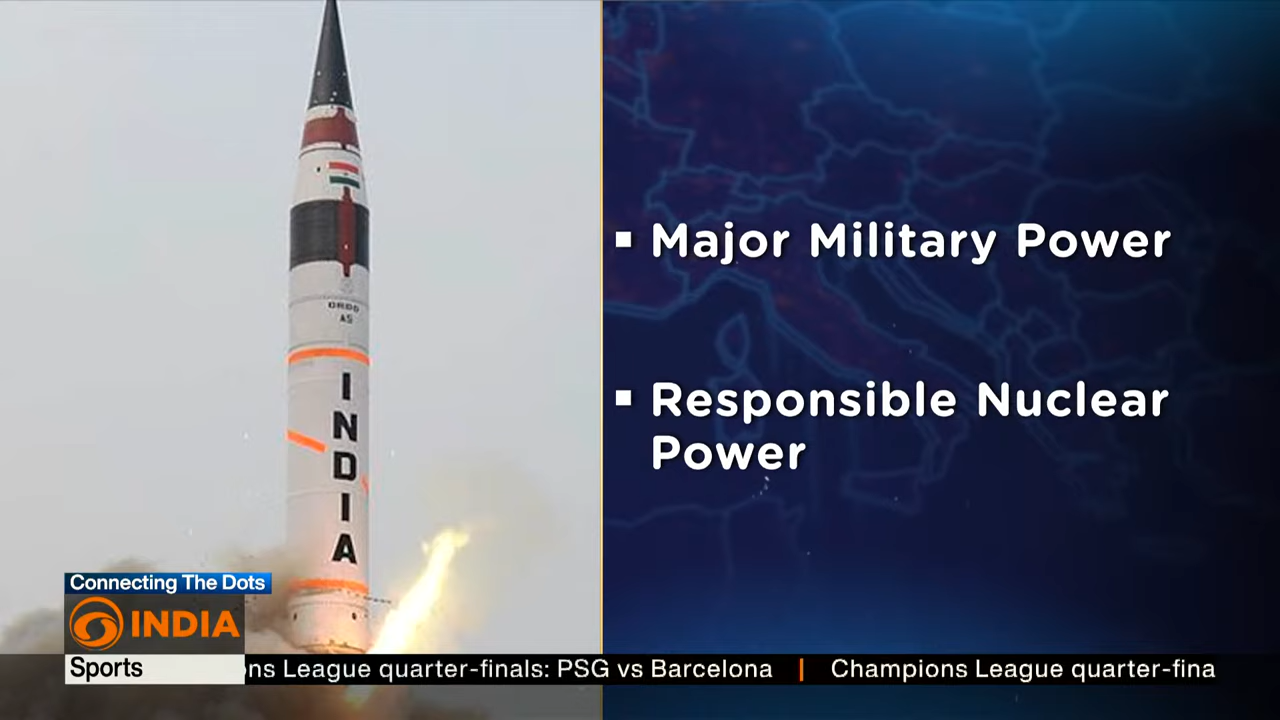 DRDO
A5
INDIA
▪ Major Military Power
▪ Responsible Nuclear
Power
Connecting The Dots
INDIA
Sports
ons League quarter-finals: PSG vs Barcelona | Champions League quarter-fina